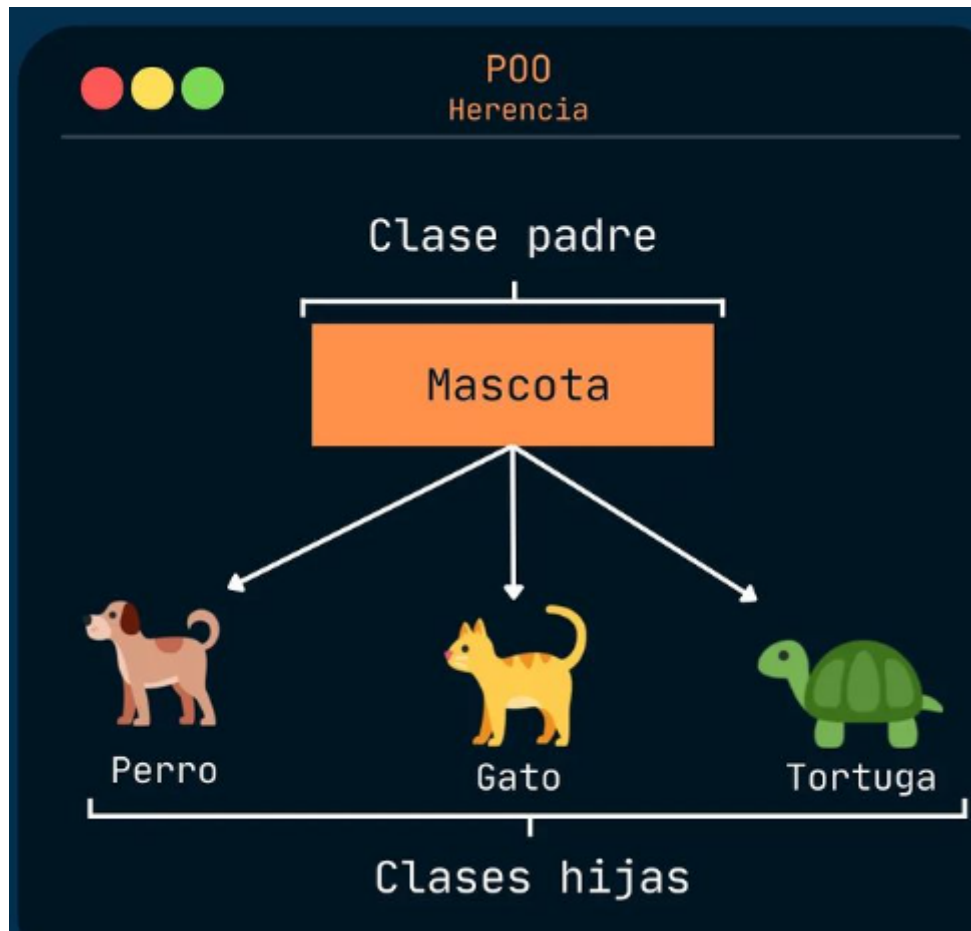 POO
Herencia
Clase padre
Mascota
Perro
Gato
Tortuga
Clases hijas